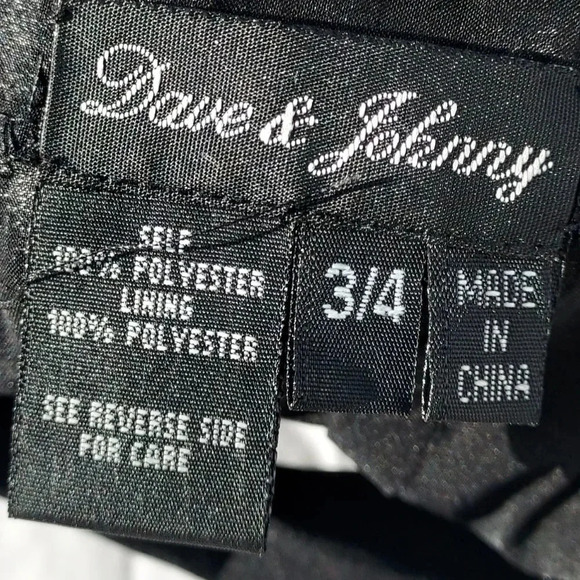 Dave & Johnny
SELF
100% POLYESTER
LINING
100% POLYESTER
SEE REVERSE SIDE
FOR CARE
3/4
MADE
IN
CHINA